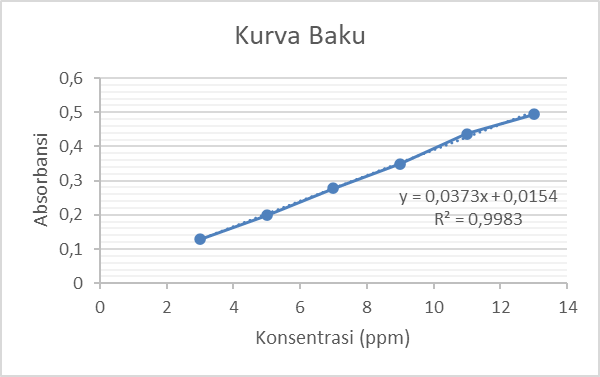 Kurva Baku
Absorbansi
0,6
0,5
0,4
0,3
0,2
0,1
0
y = 0,0373x + 0,0154
R² = 0,9983
0 2 4 6 8 10 12 14
Konsentrasi (ppm)